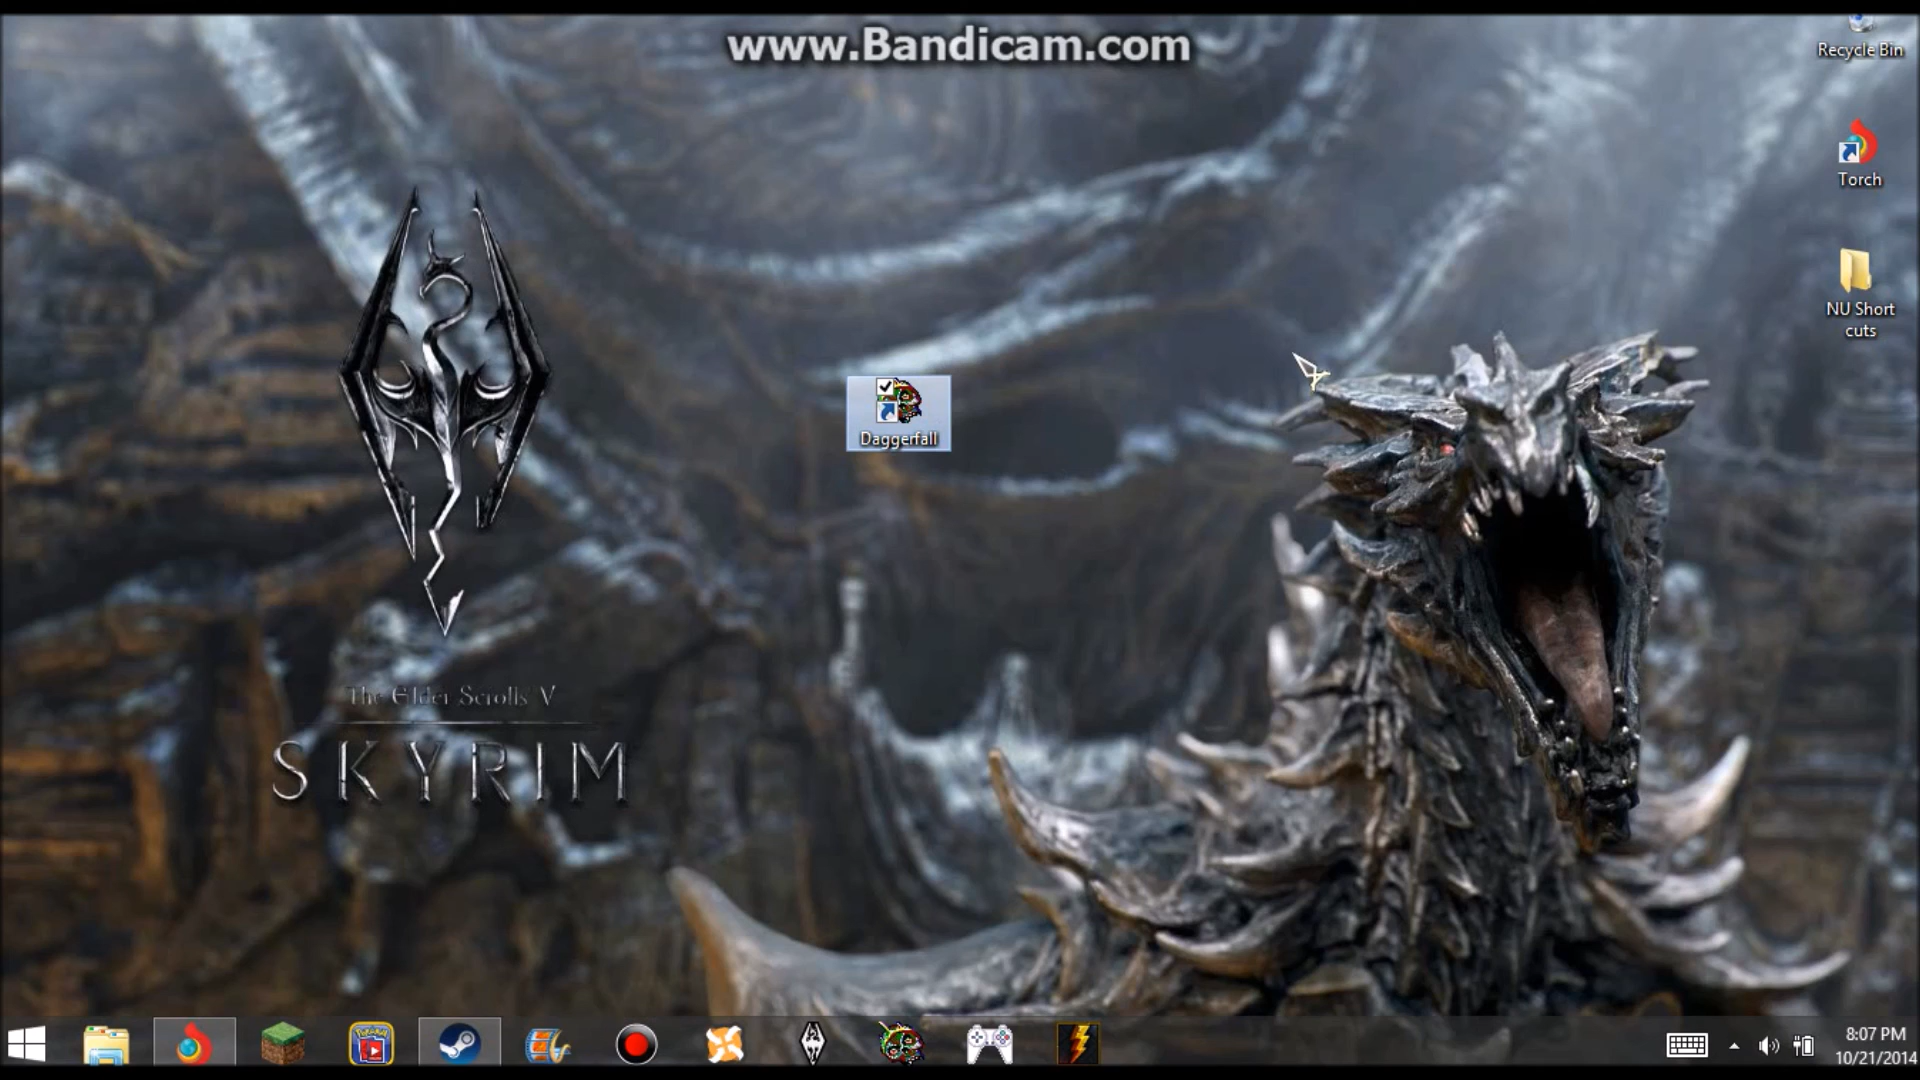 www.Bandicam.com
Recycle Bin
Torch
NU Short
cuts
Daggerfall
The Elder Scrolls V
SKYRIM
8:07 PM
10/21/2014